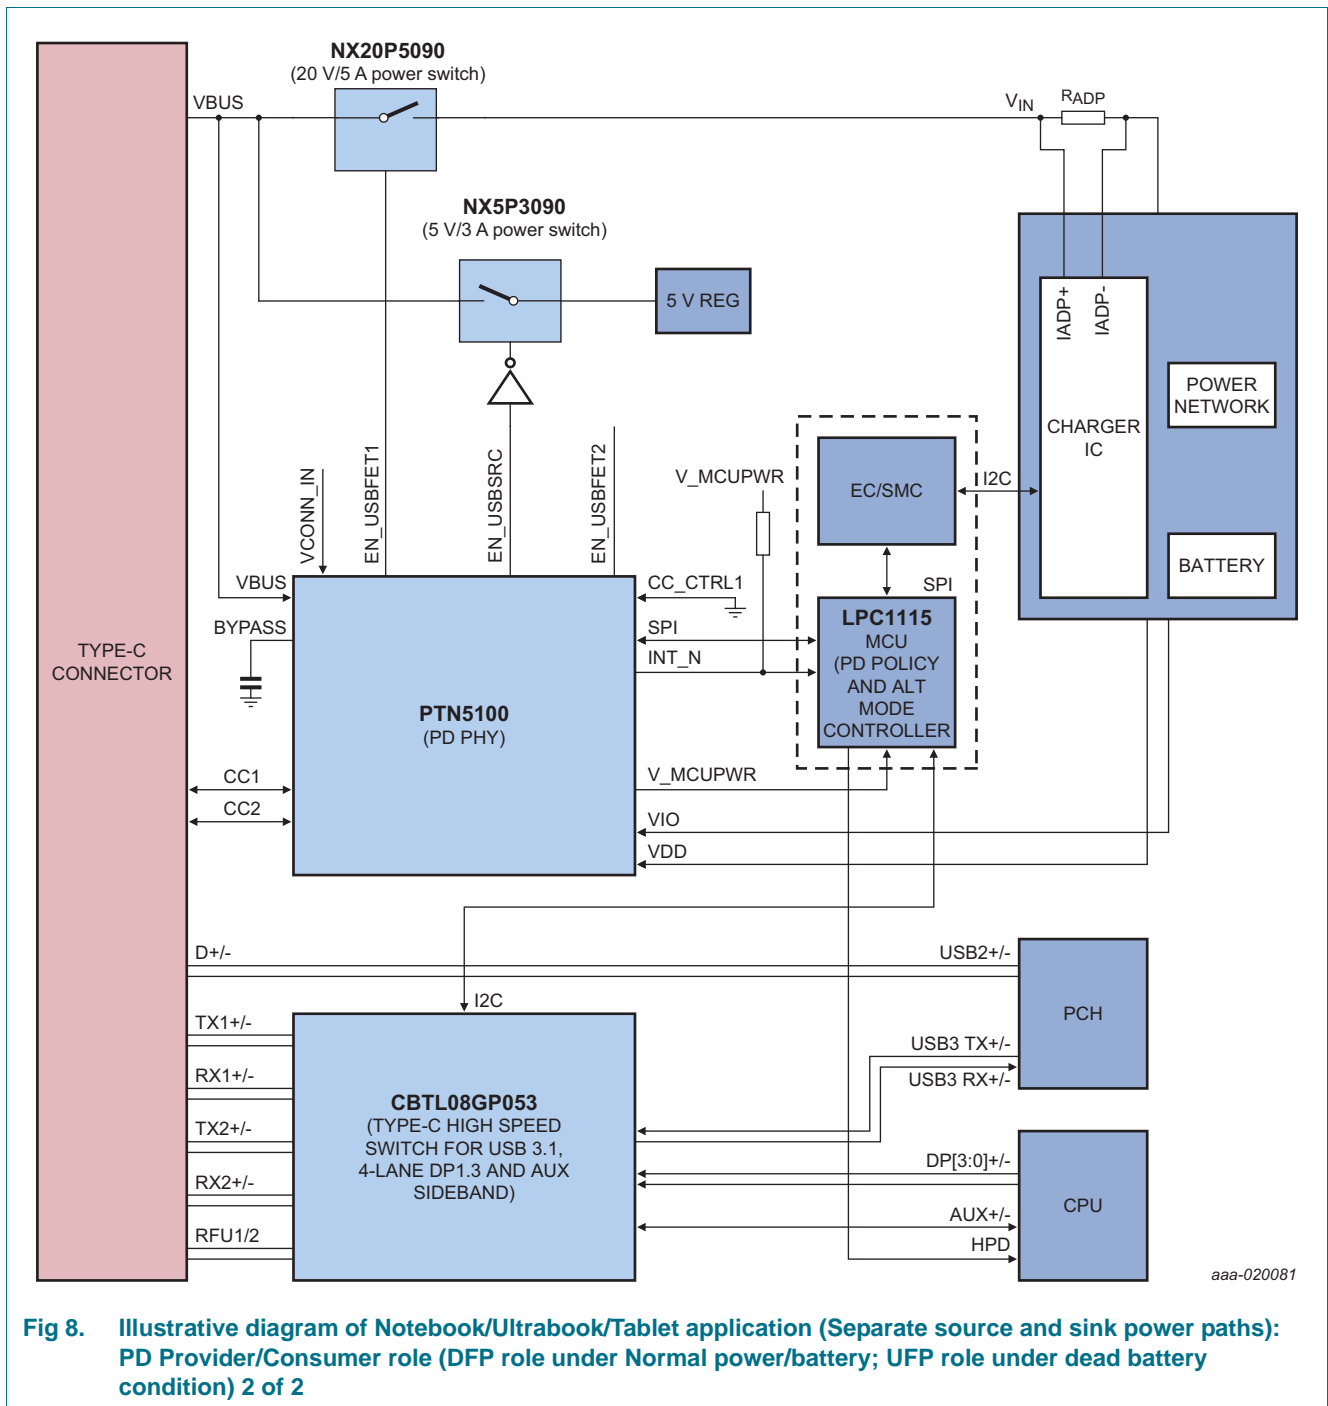 NX20P5090
(20 V/5 A power switch)
VBUS
VIN
RADP
NX5P3090
(5 V/3 A power switch)
5 V REG
IADP+
IADP-
CHARGER
IC
POWER
NETWORK
BATTERY
VCONN_IN
EN_USBFET1
EN_USBSRC
EN_USBFET2
V_MCUPWR
EC/SMC
I2C
SPI
VBUS
BYPASS
CC_CTRL1
SPI
INT_N
LPC1115
MCU
(PD POLICY
AND ALT
MODE
CONTROLLER
TYPE-C
CONNECTOR
PTN5100
(PD PHY)
CC1
CC2
V_MCUPWR
VIO
VDD
D+/-
USB2+/-
I2C
TX1+/-
RX1+/-
TX2+/-
RX2+/-
RFU1/2
CBTL08GP053
(TYPE-C HIGH SPEED
SWITCH FOR USB 3.1,
4-LANE DP1.3 AND AUX
SIDEBAND)
PCH
USB3 TX+/-
USB3 RX+/-
DP[3:0]+/-
CPU
AUX+/-
HPD
aaa-020081
Fig 8. Illustrative diagram of Notebook/Ultrabook/Tablet application (Separate source and sink power paths):
PD Provider/Consumer role (DFP role under Normal power/battery; UFP role under dead battery
condition) 2 of 2